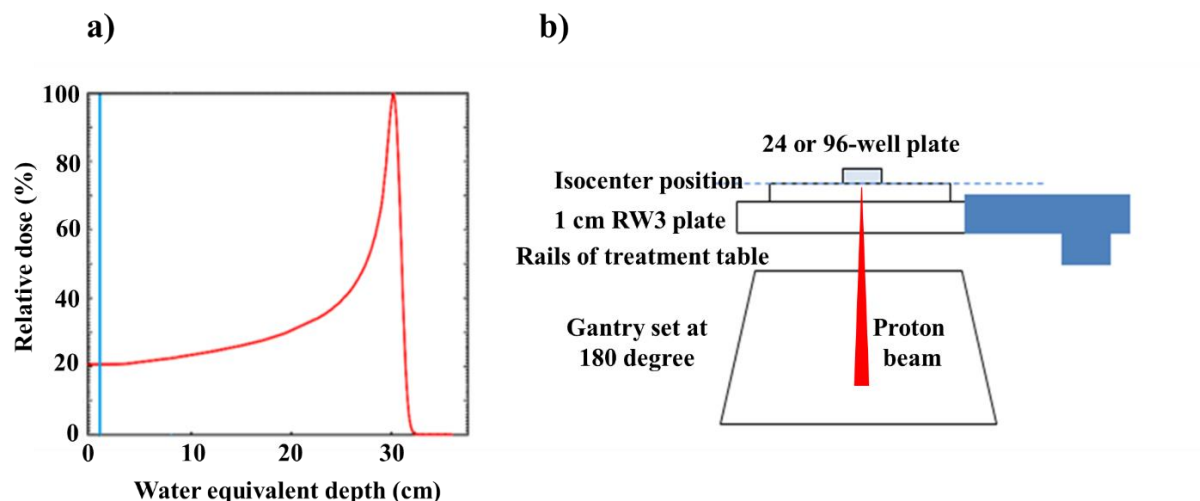 a)
b)
100
80
60
40
20
0
Relative dose (%)
0
10
20
30
Water equivalent depth (cm)
24 or 96-well plate
Isocenter position
1 cm RW3 plate
Rails of treatment table
Gantry set at
180 degree
Proton
beam